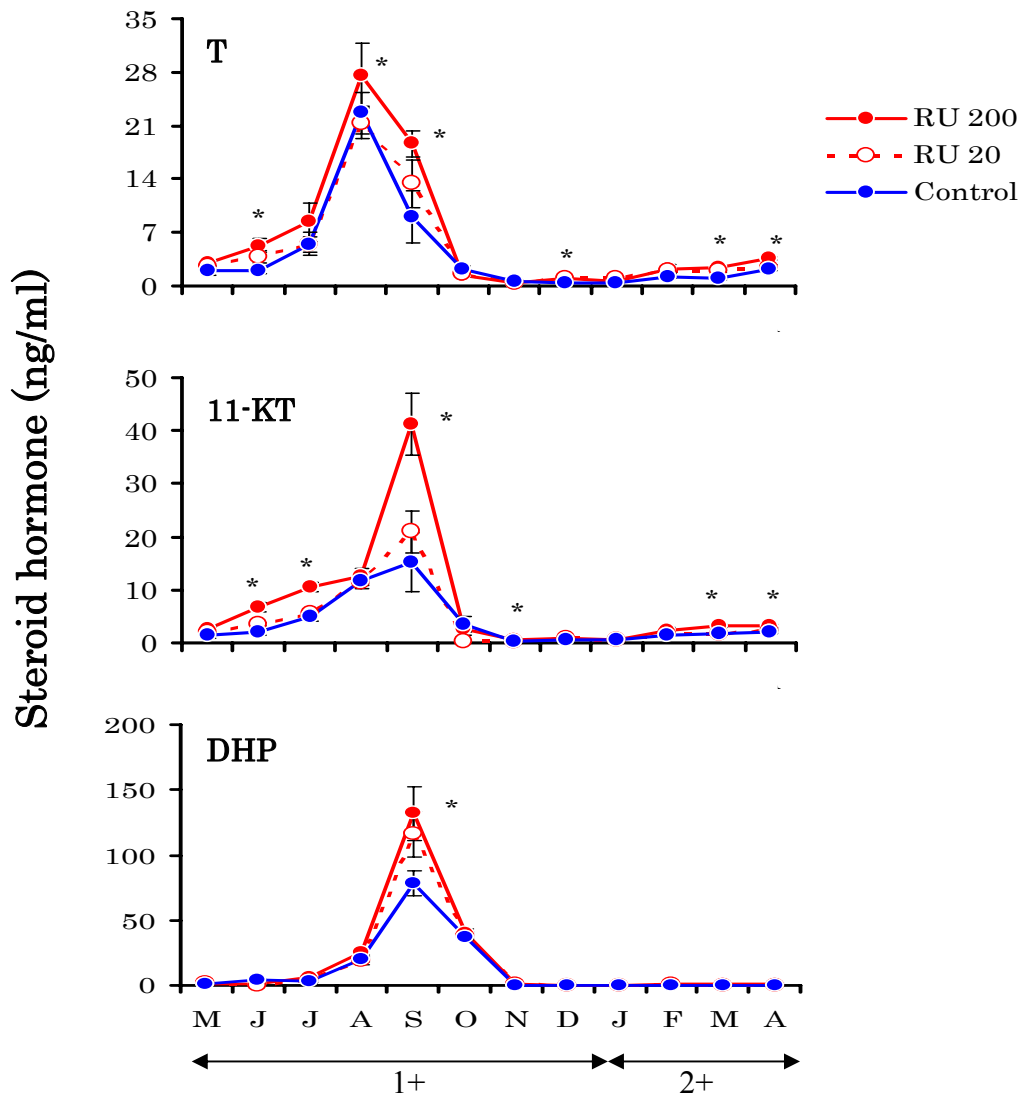 Steroid hormone (ng/ml)
T
35
28
21
14
7
0
* * * * * *
RU 200
RU 20
Control
11-KT
50
40
30
20
10
0
* * * * * *
DHP
200
150
100
50
0
*
M J J A S O N D J F M A
1+ 2+